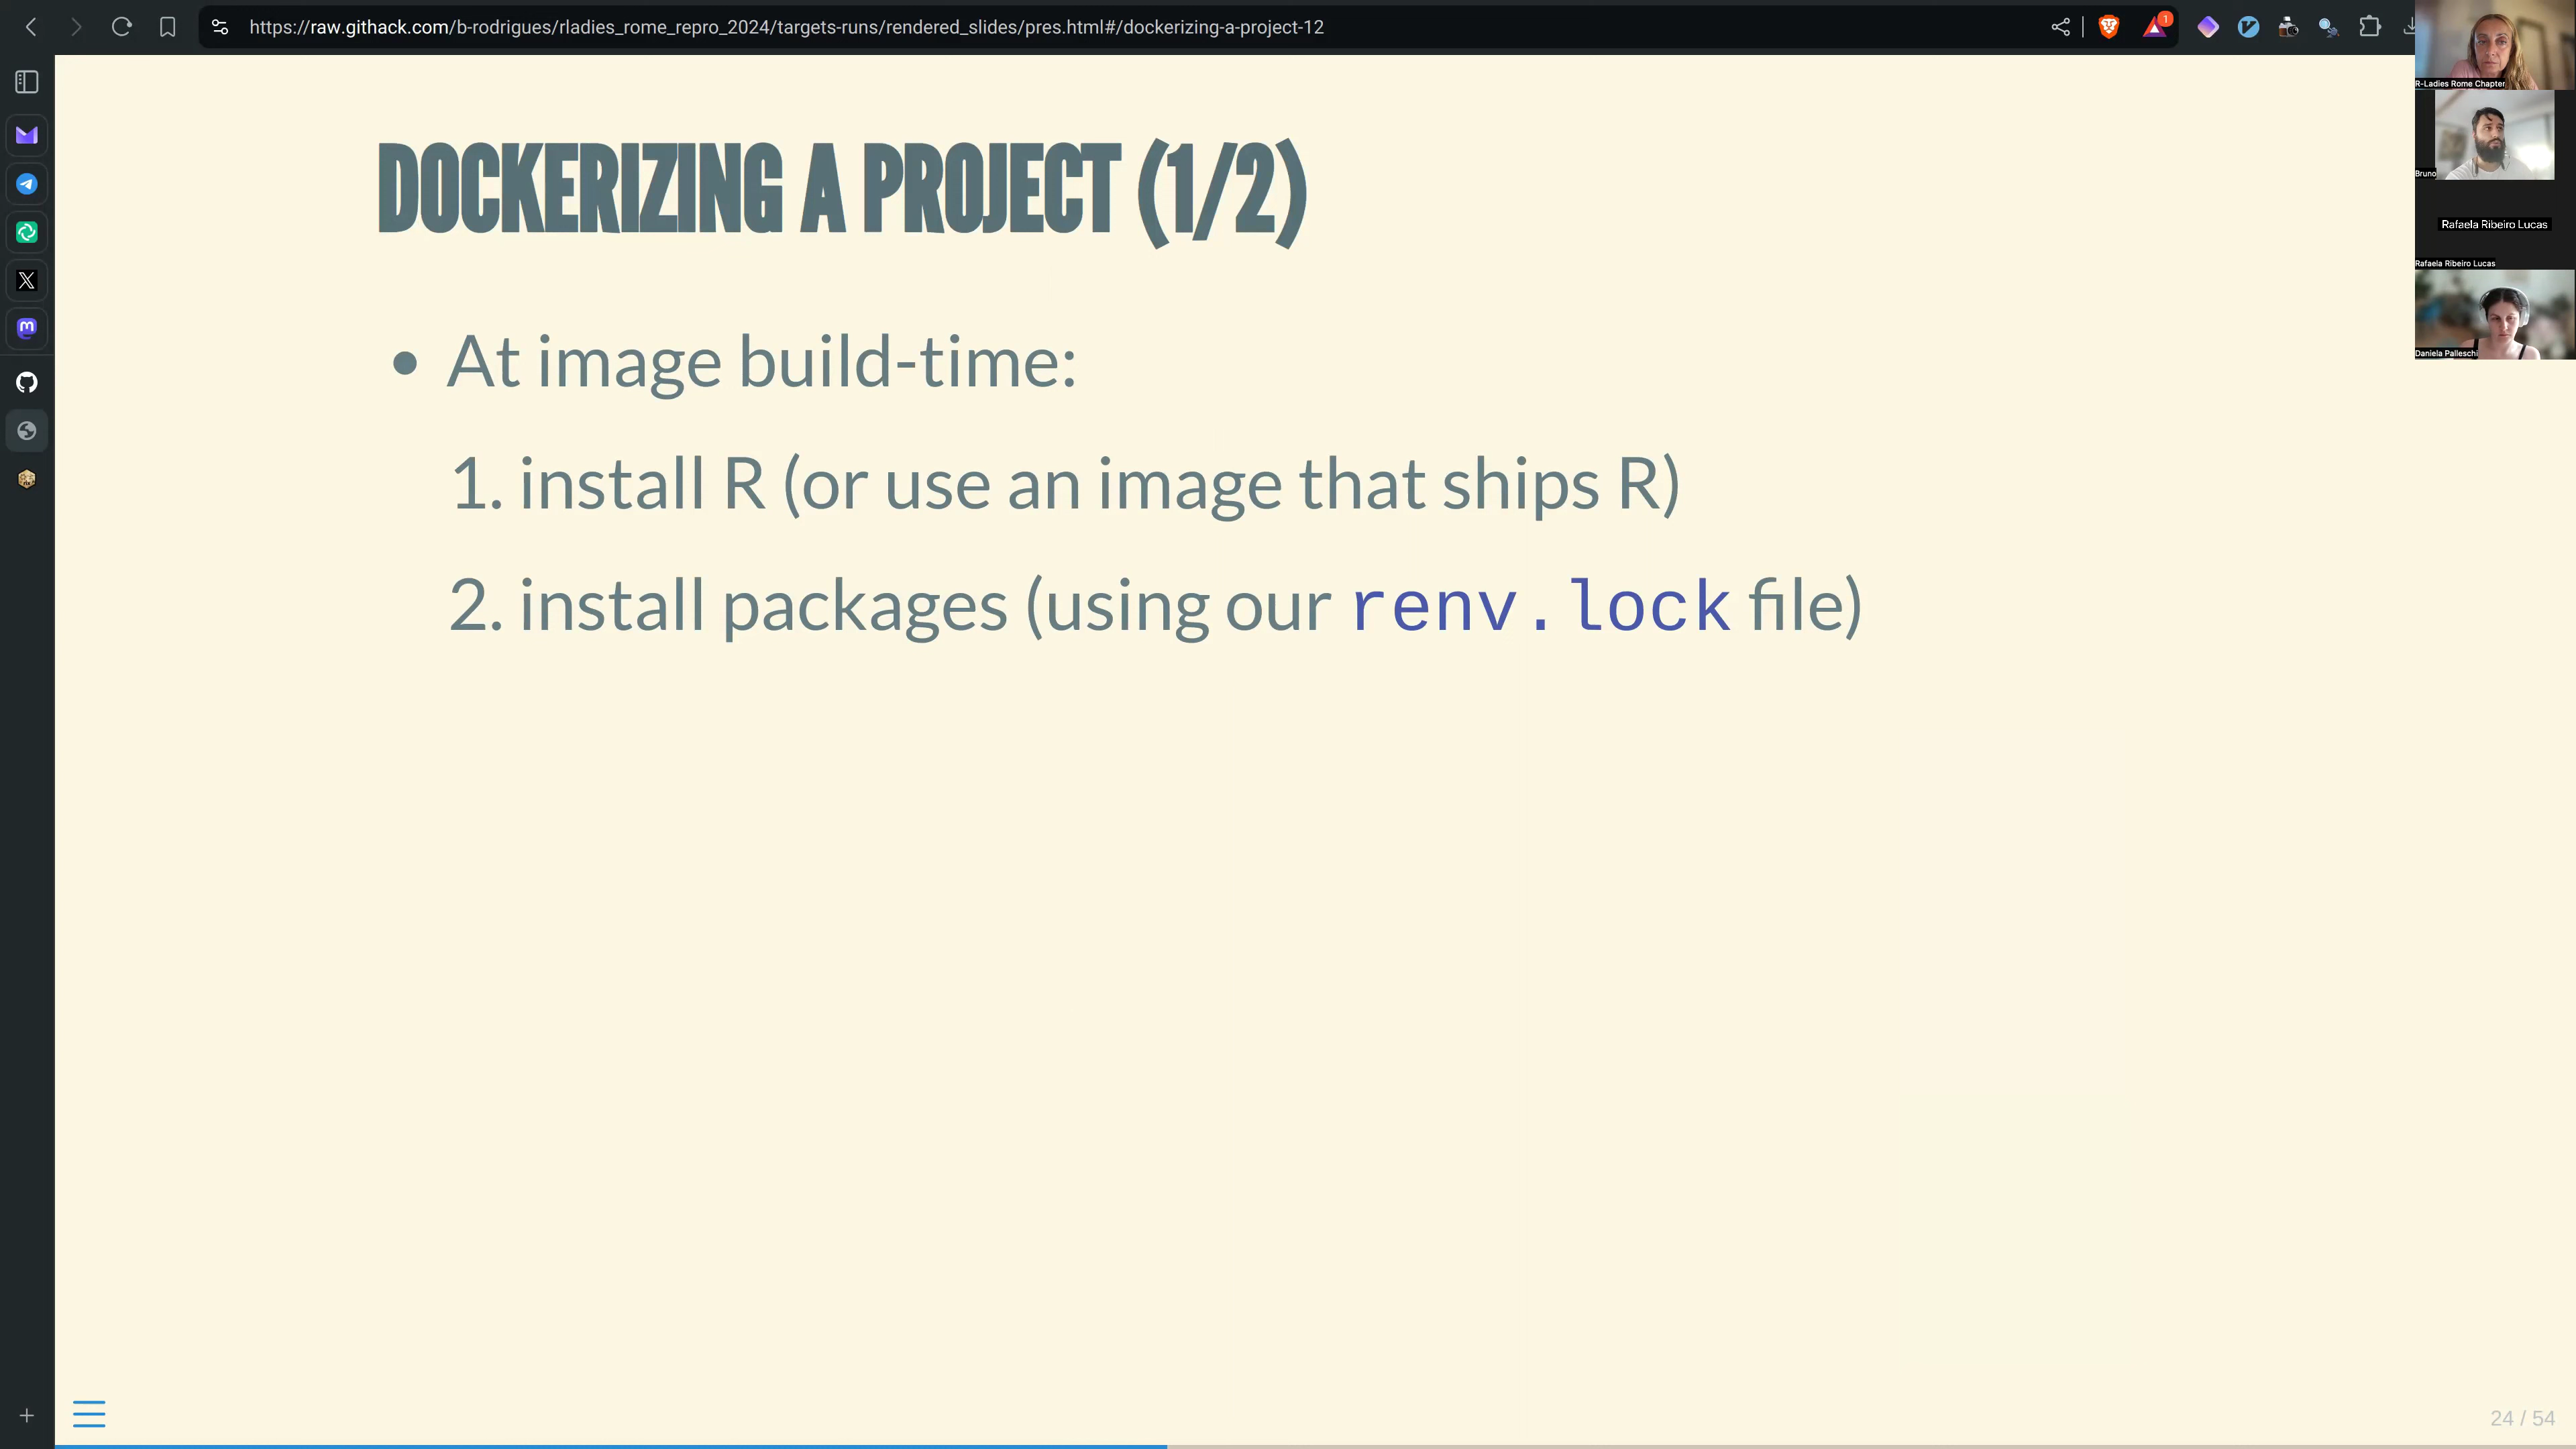 https://raw.githack.com/b-rodrigues/rladies_rome_repro_2024/targets-runs/rendered_slides/pres.html#/dockerizing-a-project-12
1
R-Ladies Rome Chapter
Bruno
Rafaela Ribeiro Lucas
Rafaela Ribeiro Lucas
Daniela Palleschi
DOCKERIZING A PROJECT (1/2)
• At image build-time:
1. install R (or use an image that ships R)
2. install packages (using our renv.lock file)
24 / 54